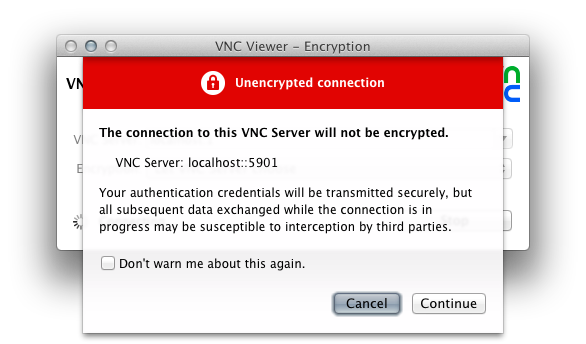 VNC Viewer – Encryption
VN
Unencrypted connection
The connection to this VNC Server will not be encrypted.
VNC Server: localhost::5901
Your authentication credentials will be transmitted securely, but
all subsequent data exchanged while the connection is in
progress may be susceptible to interception by third parties.
Stop
Don't warn me about this again.
Cancel
Continue